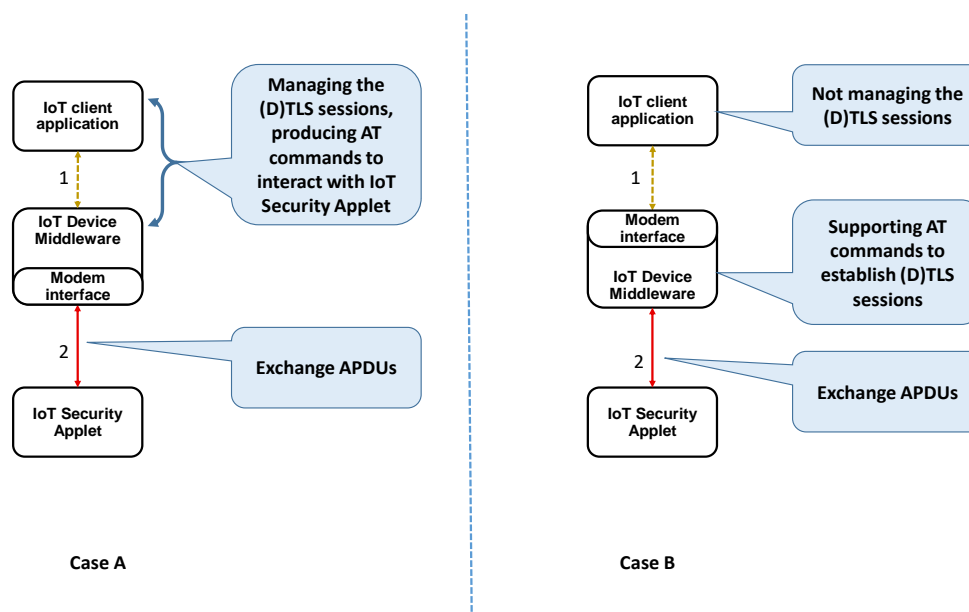 IoT client
application
1
IoT Device
Middleware
Modem
interface
2
IoT Security
Applet
Managing the
(D)TLS sessions,
producing AT
commands to
interact with IoT
Security Applet
Exchange APDUs
Case A
IoT client
application
1
Modem
interface
IoT Device
Middleware
2
IoT Security
Applet
Not managing the
(D)TLS sessions
Supporting AT
commands to
establish (D)TLS
sessions
Exchange APDUs
Case B